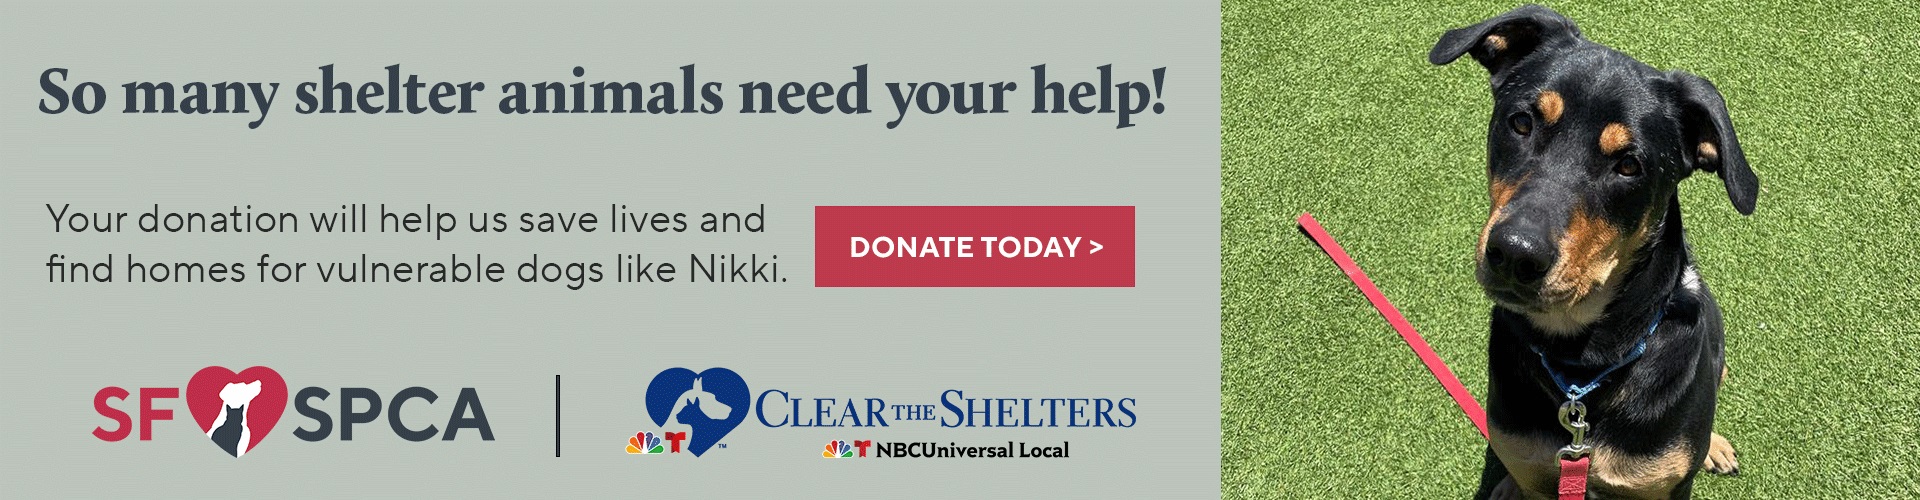 So many shelter animals need your help!
Your donation will help us save lives and
find homes for vulnerable dogs like Nikki.
DONATE TODAY >
SF SPCA
CLEAR THE SHELTERS
TM
NBCUniversal Local